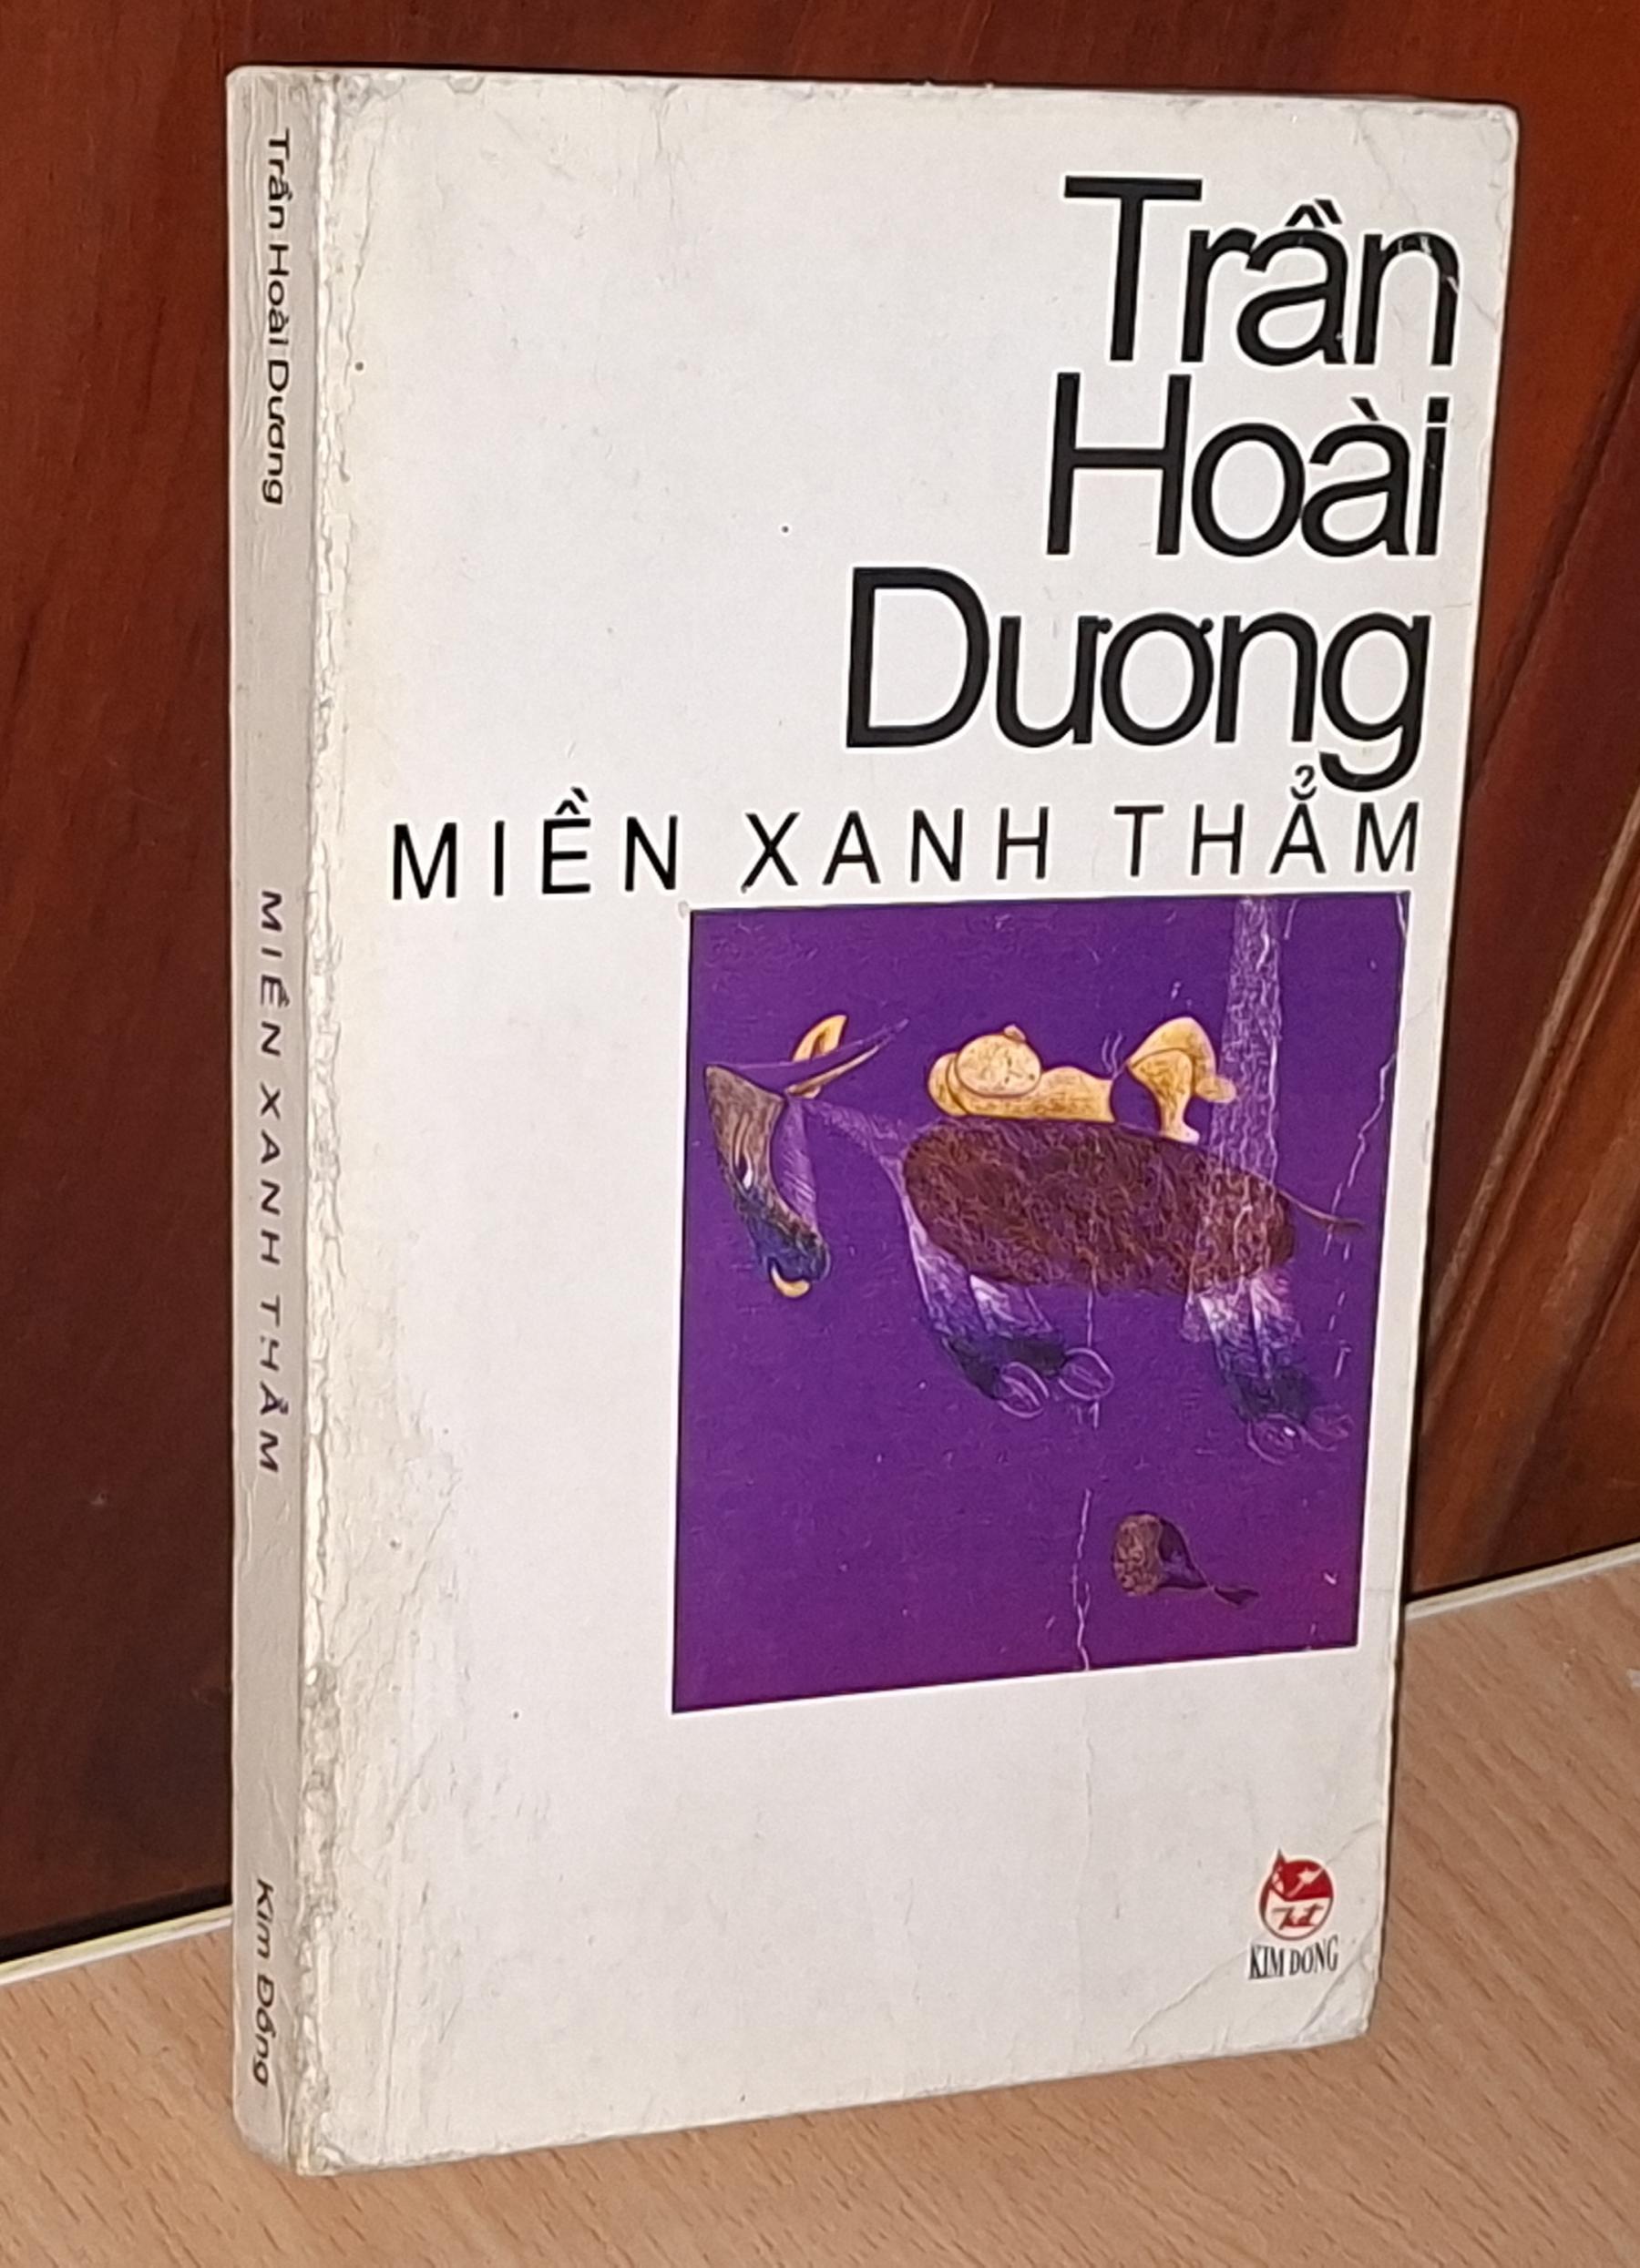 Trần
Hoài
Dương
MIỀN XANH THẲM
KIM ĐỒNG
Trần Hoài Dương
MIỀN XANH THẲM
Kim Đồng